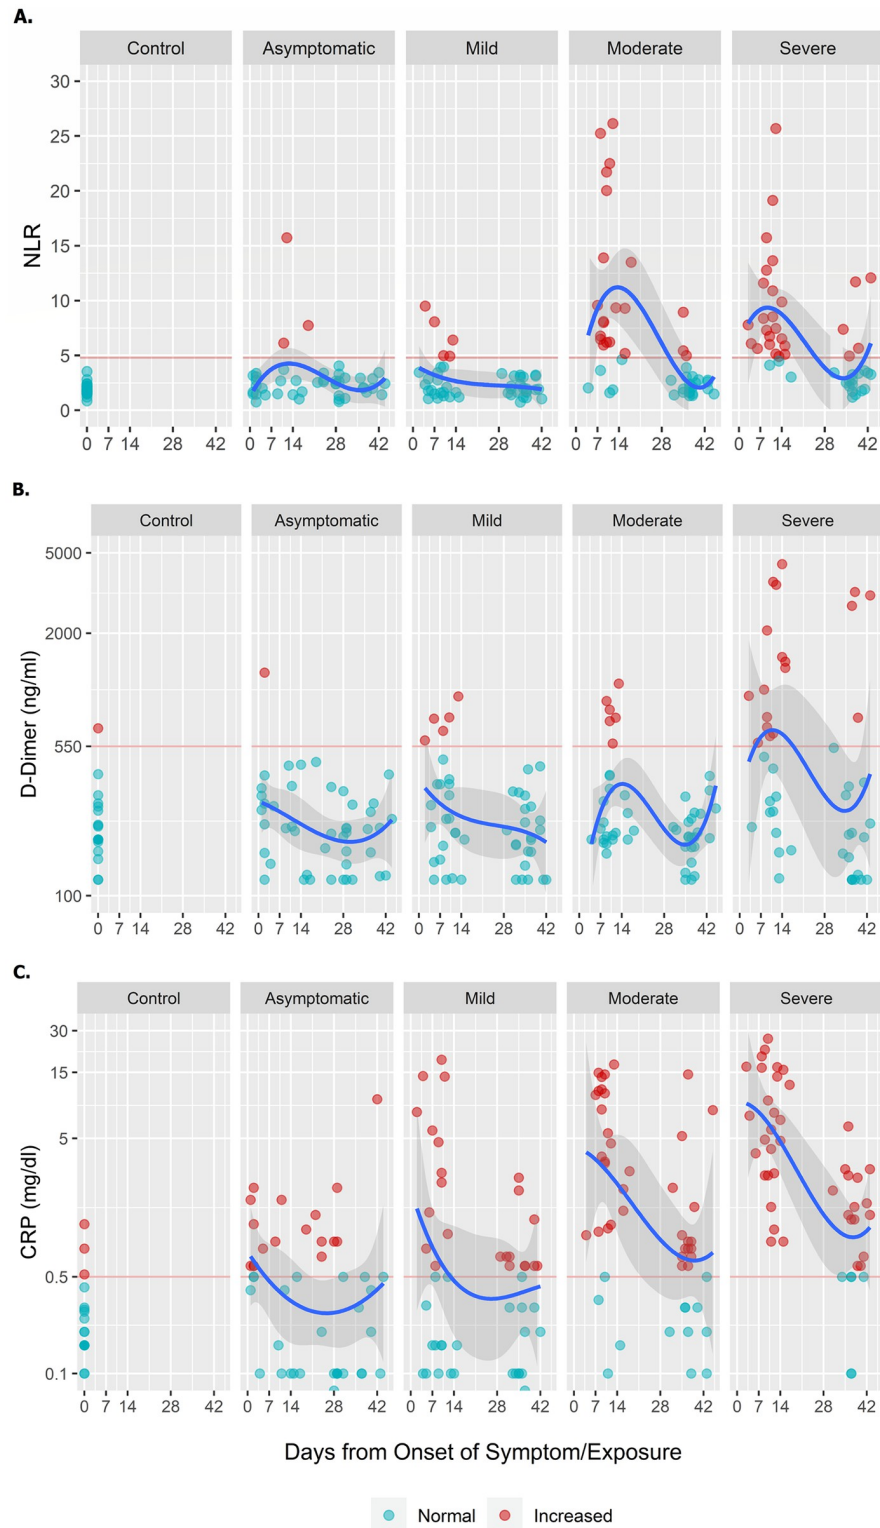 A.
Control Asymptomatic Mild Moderate Severe
30
25
20
15
10
5
0
NLR
0 7 14 28 42 0 7 14 28 42 0 7 14 28 42 0 7 14 28 42 0 7 14 28 42
B.
Control Asymptomatic Mild Moderate Severe
5000
2000
550
100
D-Dimer (ng/ml)
0 7 14 28 42 0 7 14 28 42 0 7 14 28 42 0 7 14 28 42 0 7 14 28 42
C.
Control Asymptomatic Mild Moderate Severe
30
15
5
0.5
0.1
CRP (mg/dl)
0 7 14 28 42 0 7 14 28 42 0 7 14 28 42 0 7 14 28 42 0 7 14 28 42
Days from Onset of Symptom/Exposure
Normal Increased